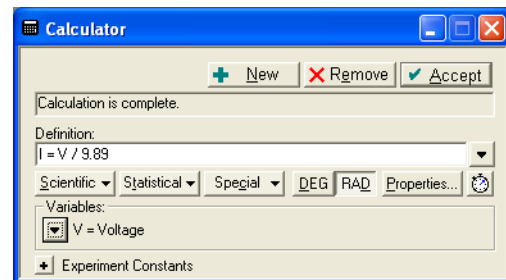 Calculator
New Remove Accept
Calculation is complete.
Definition:
I = V / 9.89
Scientific Statistical Special DEG RAD Properties...
Variables:
V = Voltage
Experiment Constants